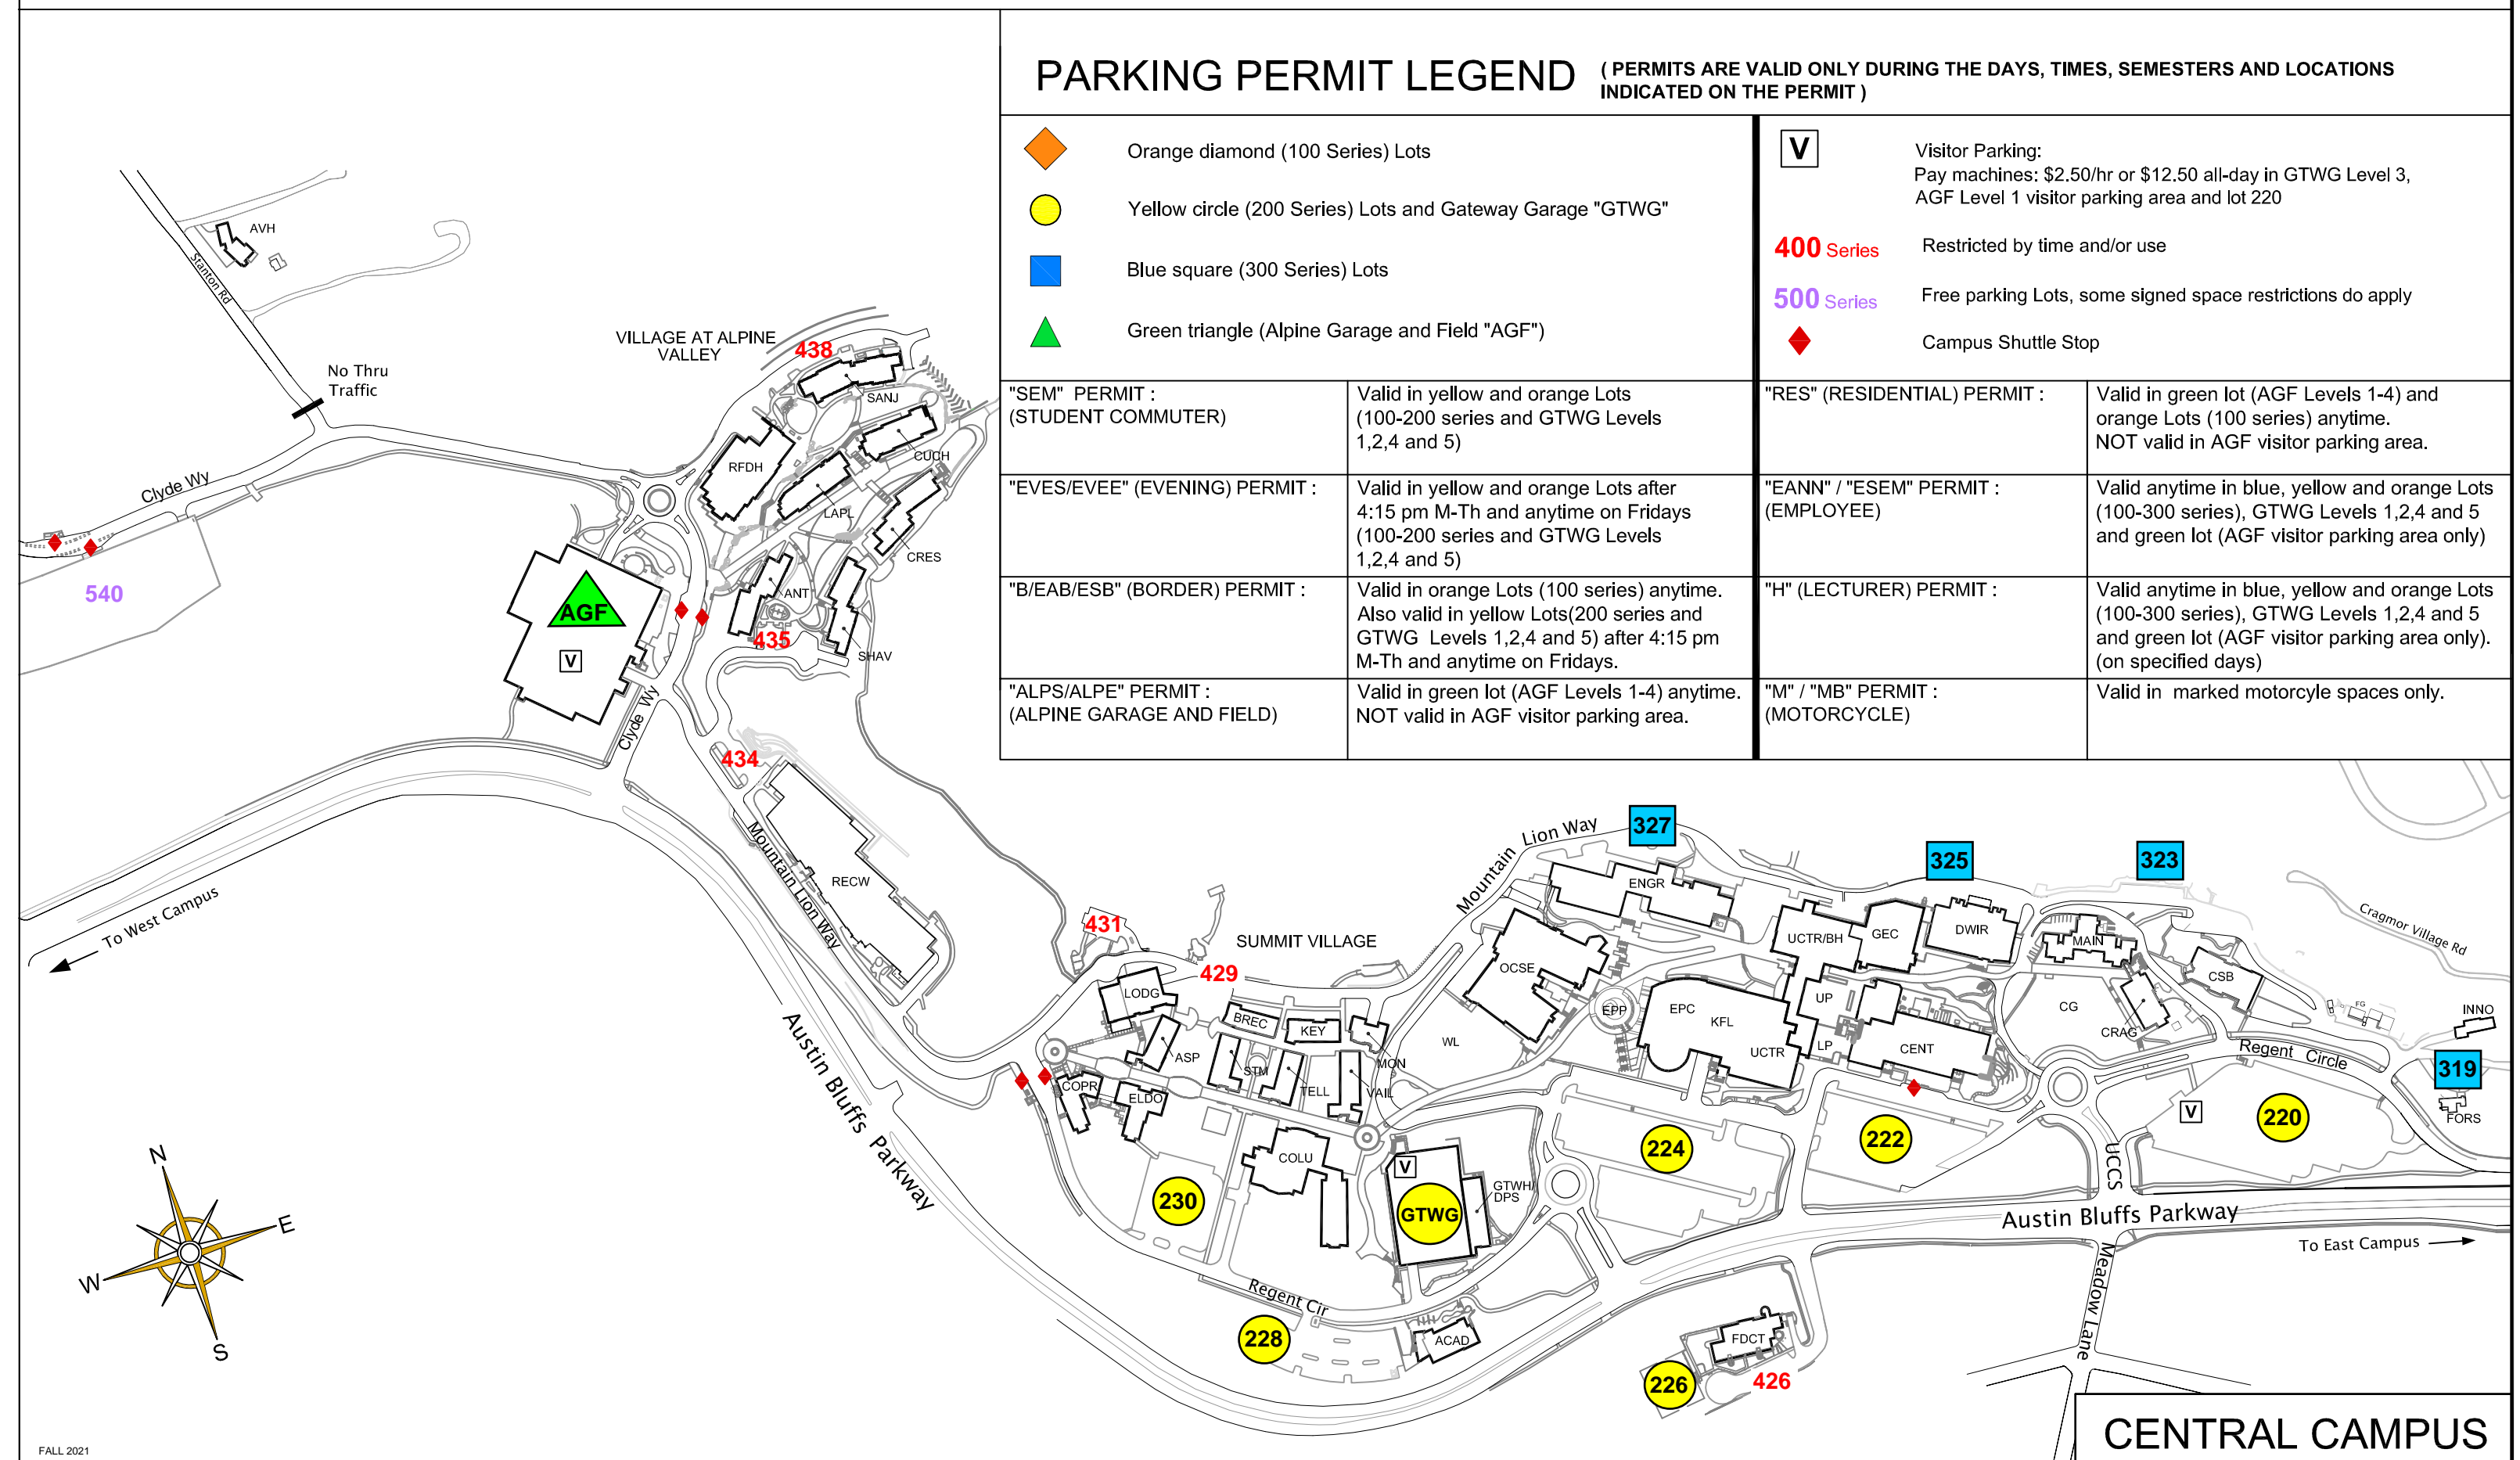 PARKING PERMIT LEGEND
( PERMITS ARE VALID ONLY DURING THE DAYS, TIMES, SEMESTERS AND LOCATIONS
INDICATED ON THE PERMIT )
Orange diamond (100 Series) Lots
Yellow circle (200 Series) Lots and Gateway Garage "GTWG"
Blue square (300 Series) Lots
Green triangle (Alpine Garage and Field "AGF")
V
Visitor Parking:
Pay machines: $2.50/hr or $12.50 all-day in GTWG Level 3,
AGF Level 1 visitor parking area and lot 220
400 Series
Restricted by time and/or use
500 Series
Free parking Lots, some signed space restrictions do apply
Campus Shuttle Stop
"SEM" PERMIT :
(STUDENT COMMUTER)
Valid in yellow and orange Lots
(100-200 series and GTWG Levels
1,2,4 and 5)
"RES" (RESIDENTIAL) PERMIT :
Valid in green lot (AGF Levels 1-4) and
orange Lots (100 series) anytime.
NOT valid in AGF visitor parking area.
"EVES/EVEE" (EVENING) PERMIT :
Valid in yellow and orange Lots after
4:15 pm M-Th and anytime on Fridays
(100-200 series and GTWG Levels
1,2,4 and 5)
"EANN" / "ESEM" PERMIT :
(EMPLOYEE)
Valid anytime in blue, yellow and orange Lots
(100-300 series), GTWG Levels 1,2,4 and 5
and green lot (AGF visitor parking area only)
"B/EAB/ESB" (BORDER) PERMIT :
Valid in orange Lots (100 series) anytime.
Also valid in yellow Lots(200 series and
GTWG Levels 1,2,4 and 5) after 4:15 pm
M-Th and anytime on Fridays.
"H" (LECTURER) PERMIT :
Valid anytime in blue, yellow and orange Lots
(100-300 series), GTWG Levels 1,2,4 and 5
and green lot (AGF visitor parking area only).
(on specified days)
"ALPS/ALPE" PERMIT :
(ALPINE GARAGE AND FIELD)
Valid in green lot (AGF Levels 1-4) anytime.
NOT valid in AGF visitor parking area.
"M" / "MB" PERMIT :
(MOTORCYCLE)
Valid in marked motorcyle spaces only.
AVH
Stanton Rd
No Thru
Traffic
VILLAGE AT ALPINE
VALLEY
438
SANJ
CUCH
RFDH
LAPL
CRES
Clyde Wy
540
AGF
V
ANT
435
SHAV
Clyde Wy
434
Mountain Lion Way
RECW
To West Campus
431
429
SUMMIT VILLAGE
LODG
BREC
KEY
MON
ASP
STM
TELL
VAIL
COPR
ELDO
COLU
230
Austin Bluffs Parkway
Regent Cir
228
V
GTWG
GTWH/
DPS
ACAD
Mountain Lion Way
327
ENGR
OCSE
WL
EPP
EPC
KFL
UCTR
UCTR/BH
GEC
UP
LP
CENT
325
DWIR
323
MAIN
CG
CRAG
CSB
FG
Cragmor Village Rd
INNO
319
FORS
Regent Circle
V
220
222
224
UCCS
Austin Bluffs Parkway
To East Campus
Meadow Lane
FDCT
226
426
N
E
W
S
FALL 2021
CENTRAL CAMPUS